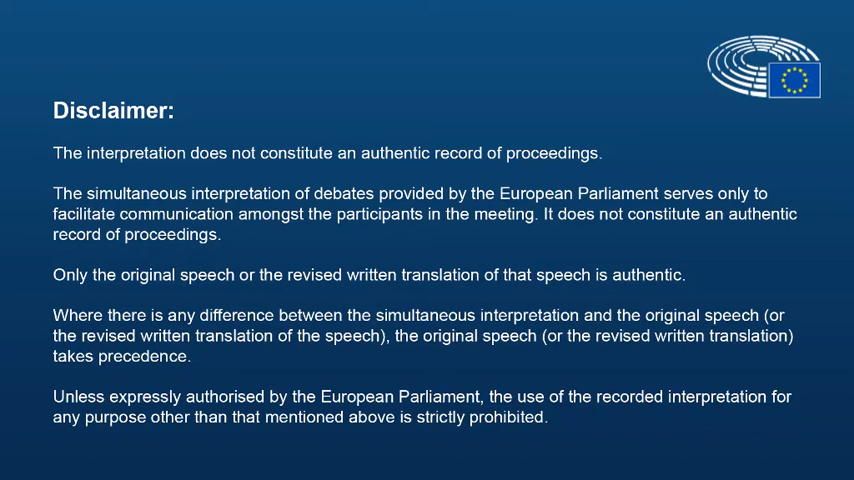 Disclaimer:
The interpretation does not constitute an authentic record of proceedings.
The simultaneous interpretation of debates provided by the European Parliament serves only to
facilitate communication amongst the participants in the meeting. It does not constitute an authentic
record of proceedings.
Only the original speech or the revised written translation of that speech is authentic.
Where there is any difference between the simultaneous interpretation and the original speech (or
the revised written translation of the speech), the original speech (or the revised written translation)
takes precedence.
Unless expressly authorised by the European Parliament, the use of the recorded interpretation for
any purpose other than that mentioned above is strictly prohibited.